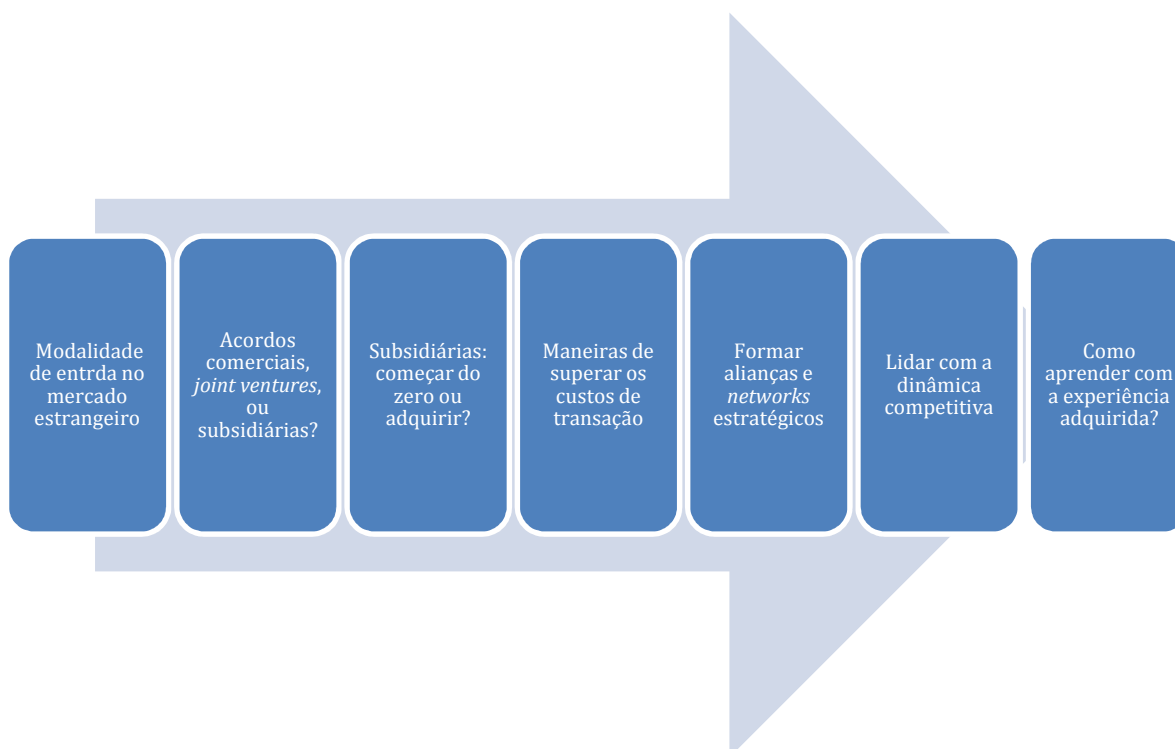 Modalidade
de entrda no
mercado
estrangeiro
Acordos
comerciais,
joint ventures,
ou
subsidiárias?
Subsidiárias:
começar do
zero ou
adquirir?
Maneiras de
superar os
custos de
transação
Formar
alianças e
networks
estratégicos
Lidar com a
dinâmica
competitiva
Como
aprender com
a experiência
adquirida?